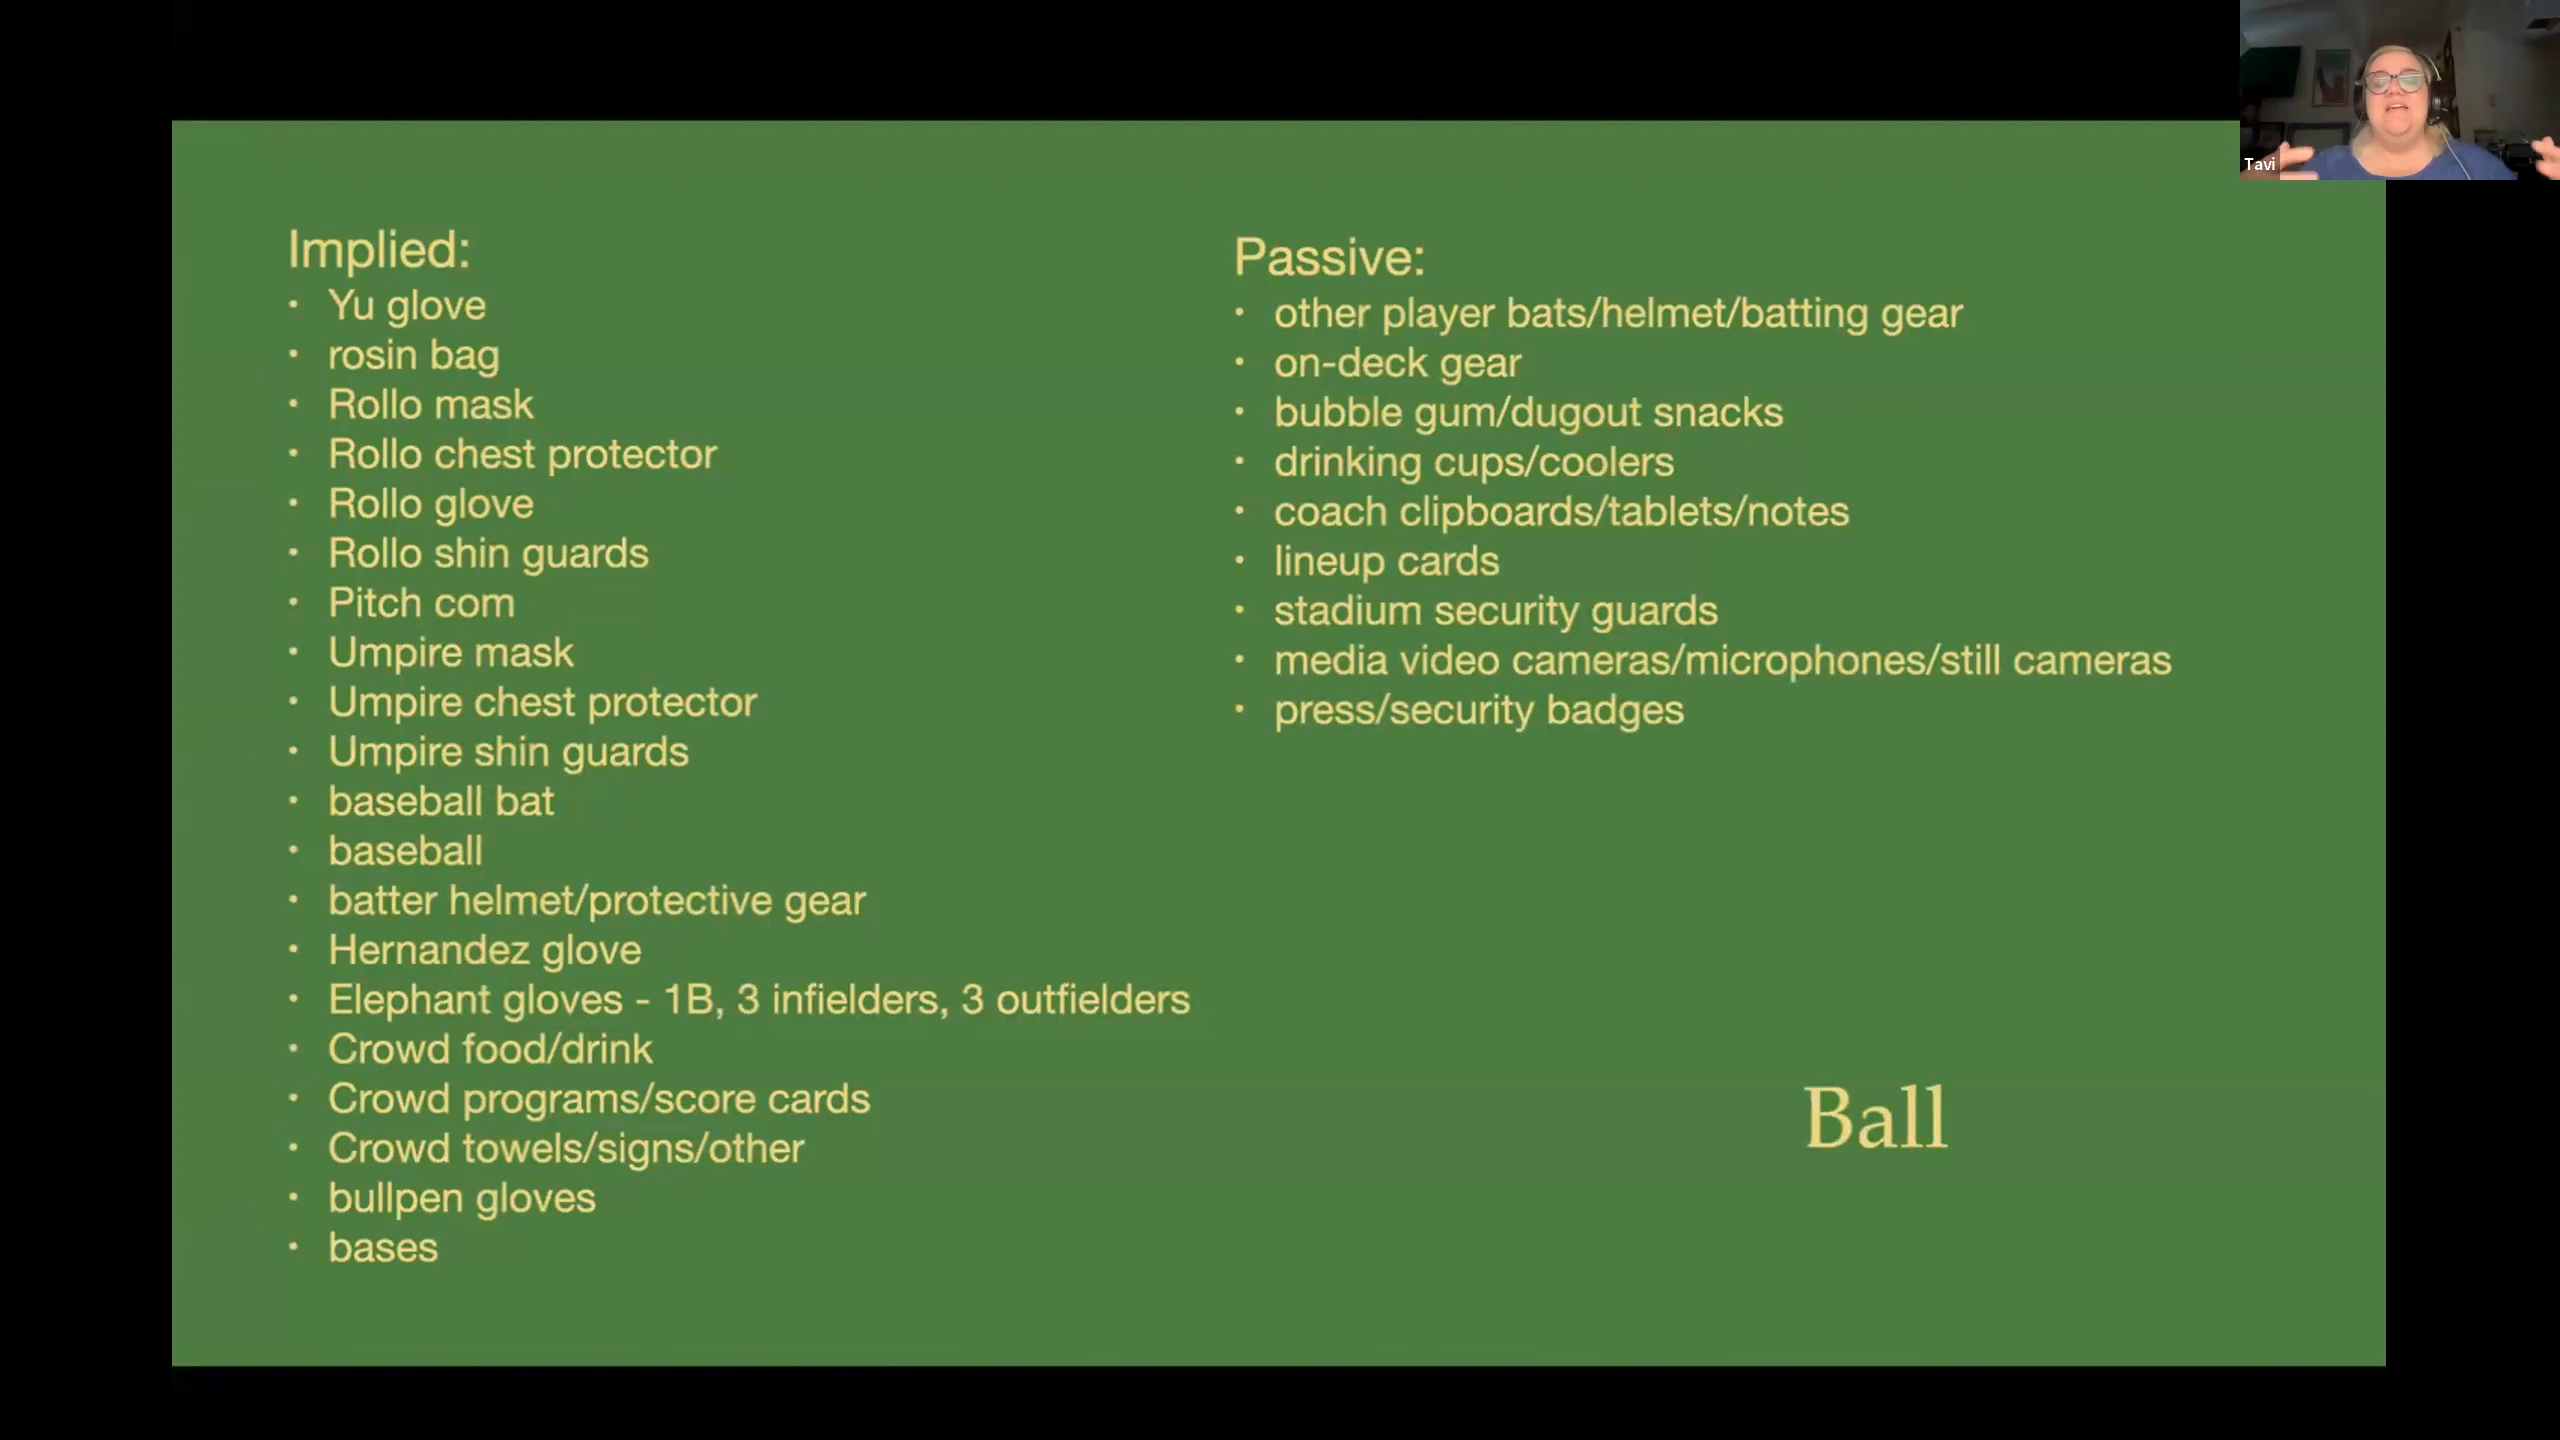 Tavi
Implied:
• Yu glove
• rosin bag
• Rollo mask
• Rollo chest protector
• Rollo glove
• Rollo shin guards
• Pitch com
• Umpire mask
• Umpire chest protector
• Umpire shin guards
• baseball bat
• baseball
• batter helmet/protective gear
• Hernandez glove
• Elephant gloves - 1B, 3 infielders, 3 outfielders
• Crowd food/drink
• Crowd programs/score cards
• Crowd towels/signs/other
• bullpen gloves
• bases
Passive:
• other player bats/helmet/batting gear
• on-deck gear
• bubble gum/dugout snacks
• drinking cups/coolers
• coach clipboards/tablets/notes
• lineup cards
• stadium security guards
• media video cameras/microphones/still cameras
• press/security badges
Ball